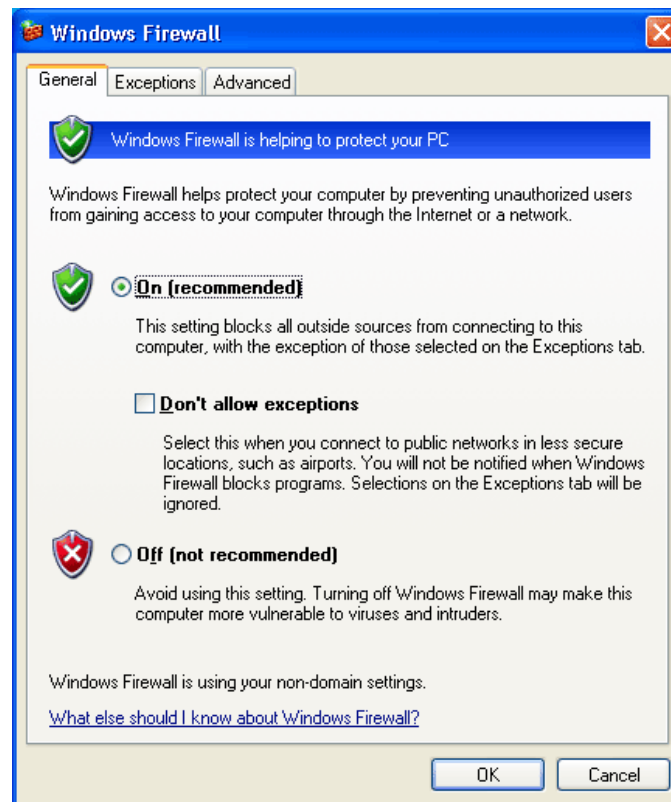 Windows Firewall
General Exceptions Advanced
Windows Firewall is helping to protect your PC
Windows Firewall helps protect your computer by preventing unauthorized users
from gaining access to your computer through the Internet or a network.
On (recommended)
This setting blocks all outside sources from connecting to this
computer, with the exception of those selected on the Exceptions tab.
Don't allow exceptions
Select this when you connect to public networks in less secure
locations, such as airports. You will not be notified when Windows
Firewall blocks programs. Selections on the Exceptions tab will be
ignored.
Off (not recommended)
Avoid using this setting. Turning off Windows Firewall may make this
computer more vulnerable to viruses and intruders.
Windows Firewall is using your non-domain settings.
What else should I know about Windows Firewall?
OK Cancel